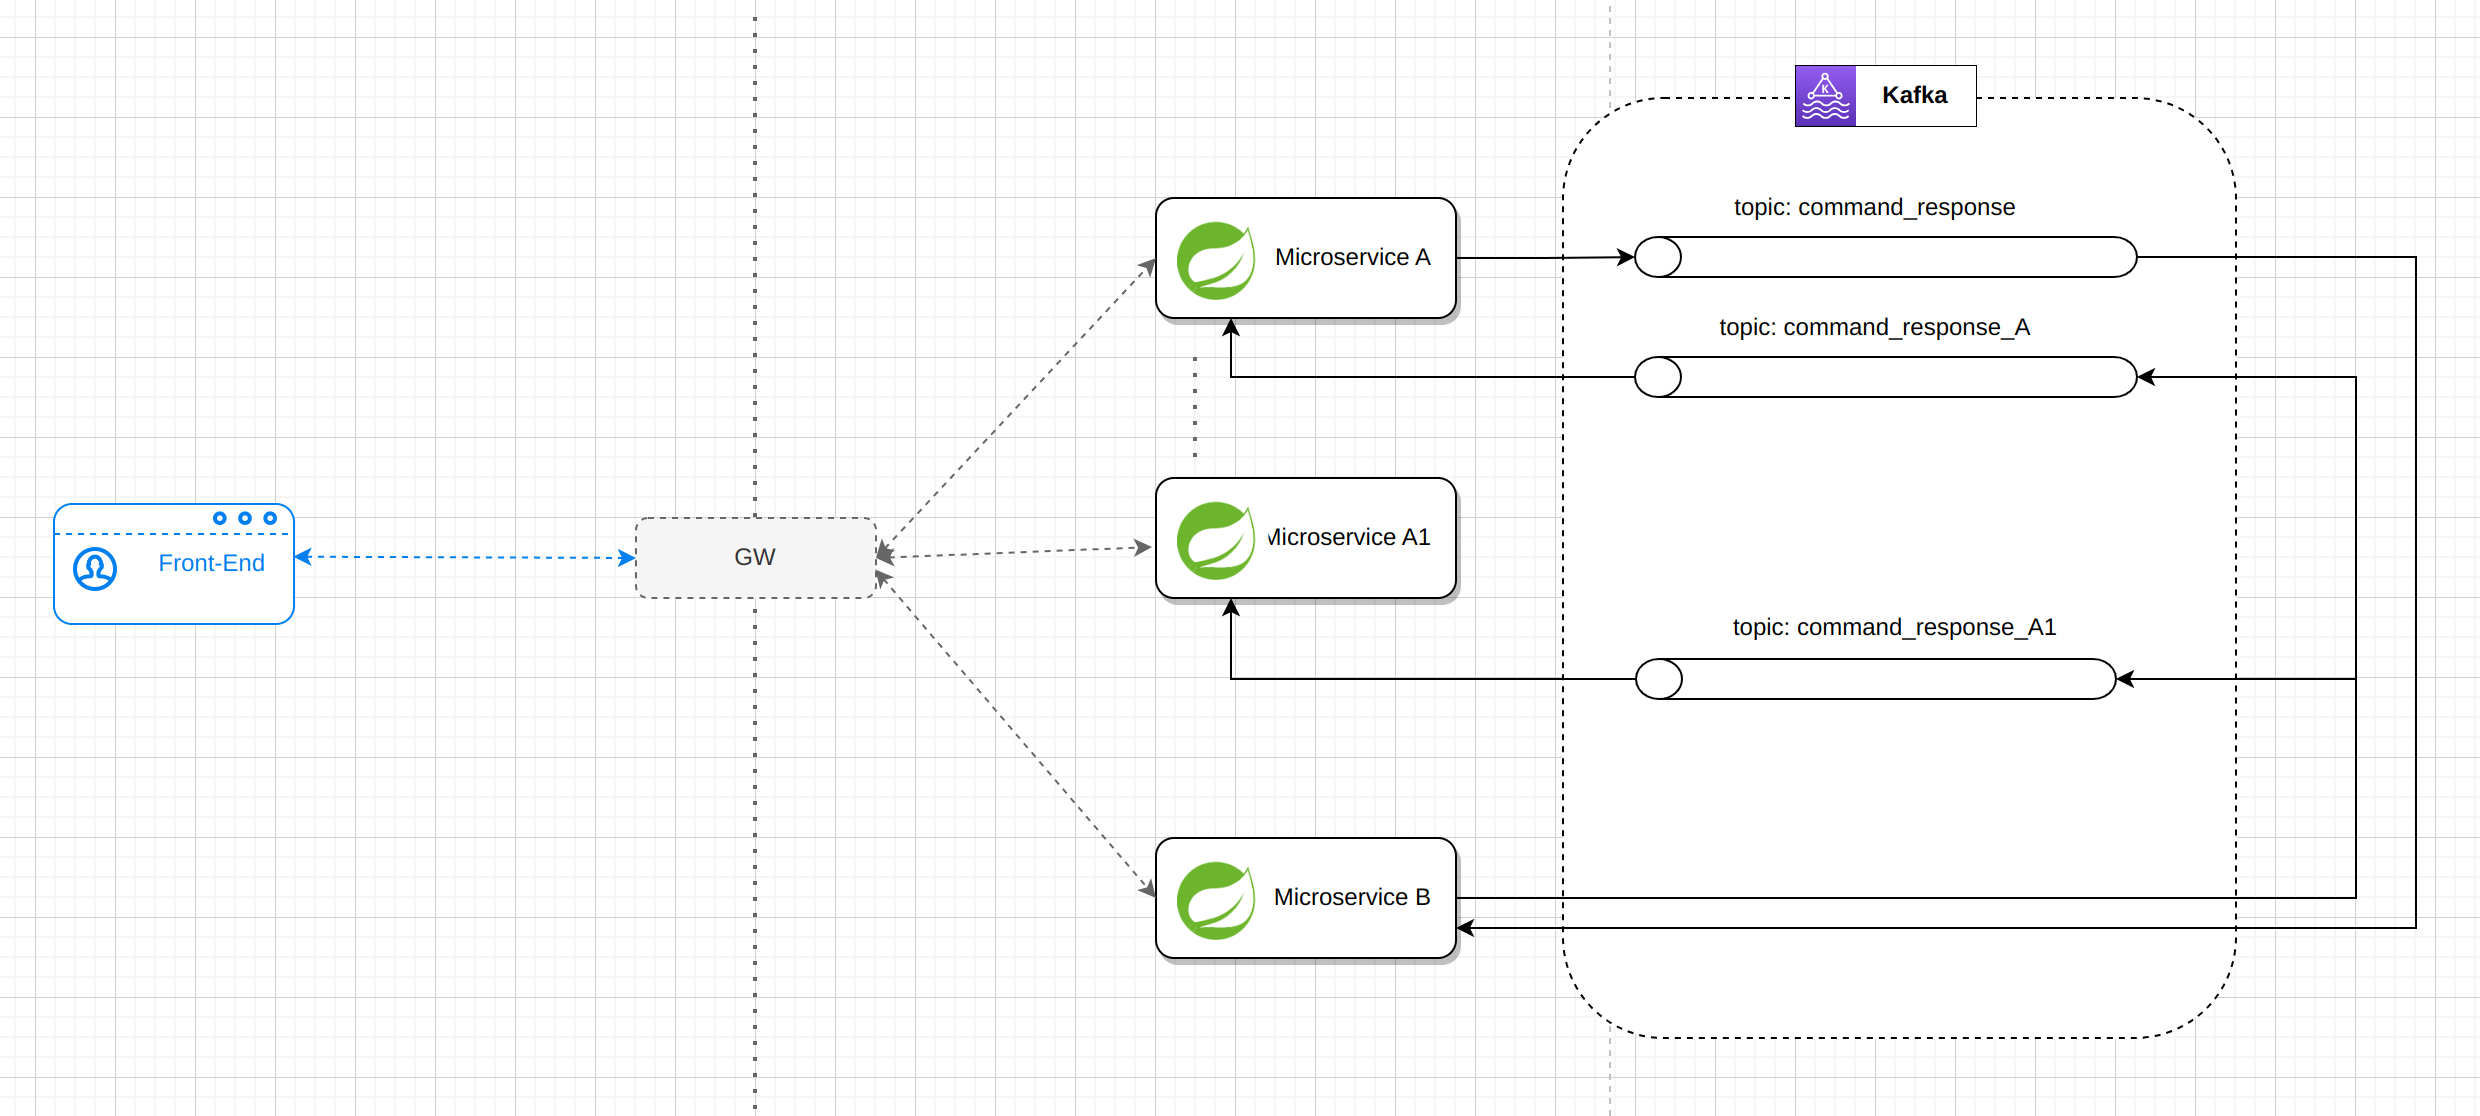 Kafka
topic: command_response
Microservice A
topic: command_response_A
Microservice A1
Front-End
GW
topic: command_response_A1
Microservice B